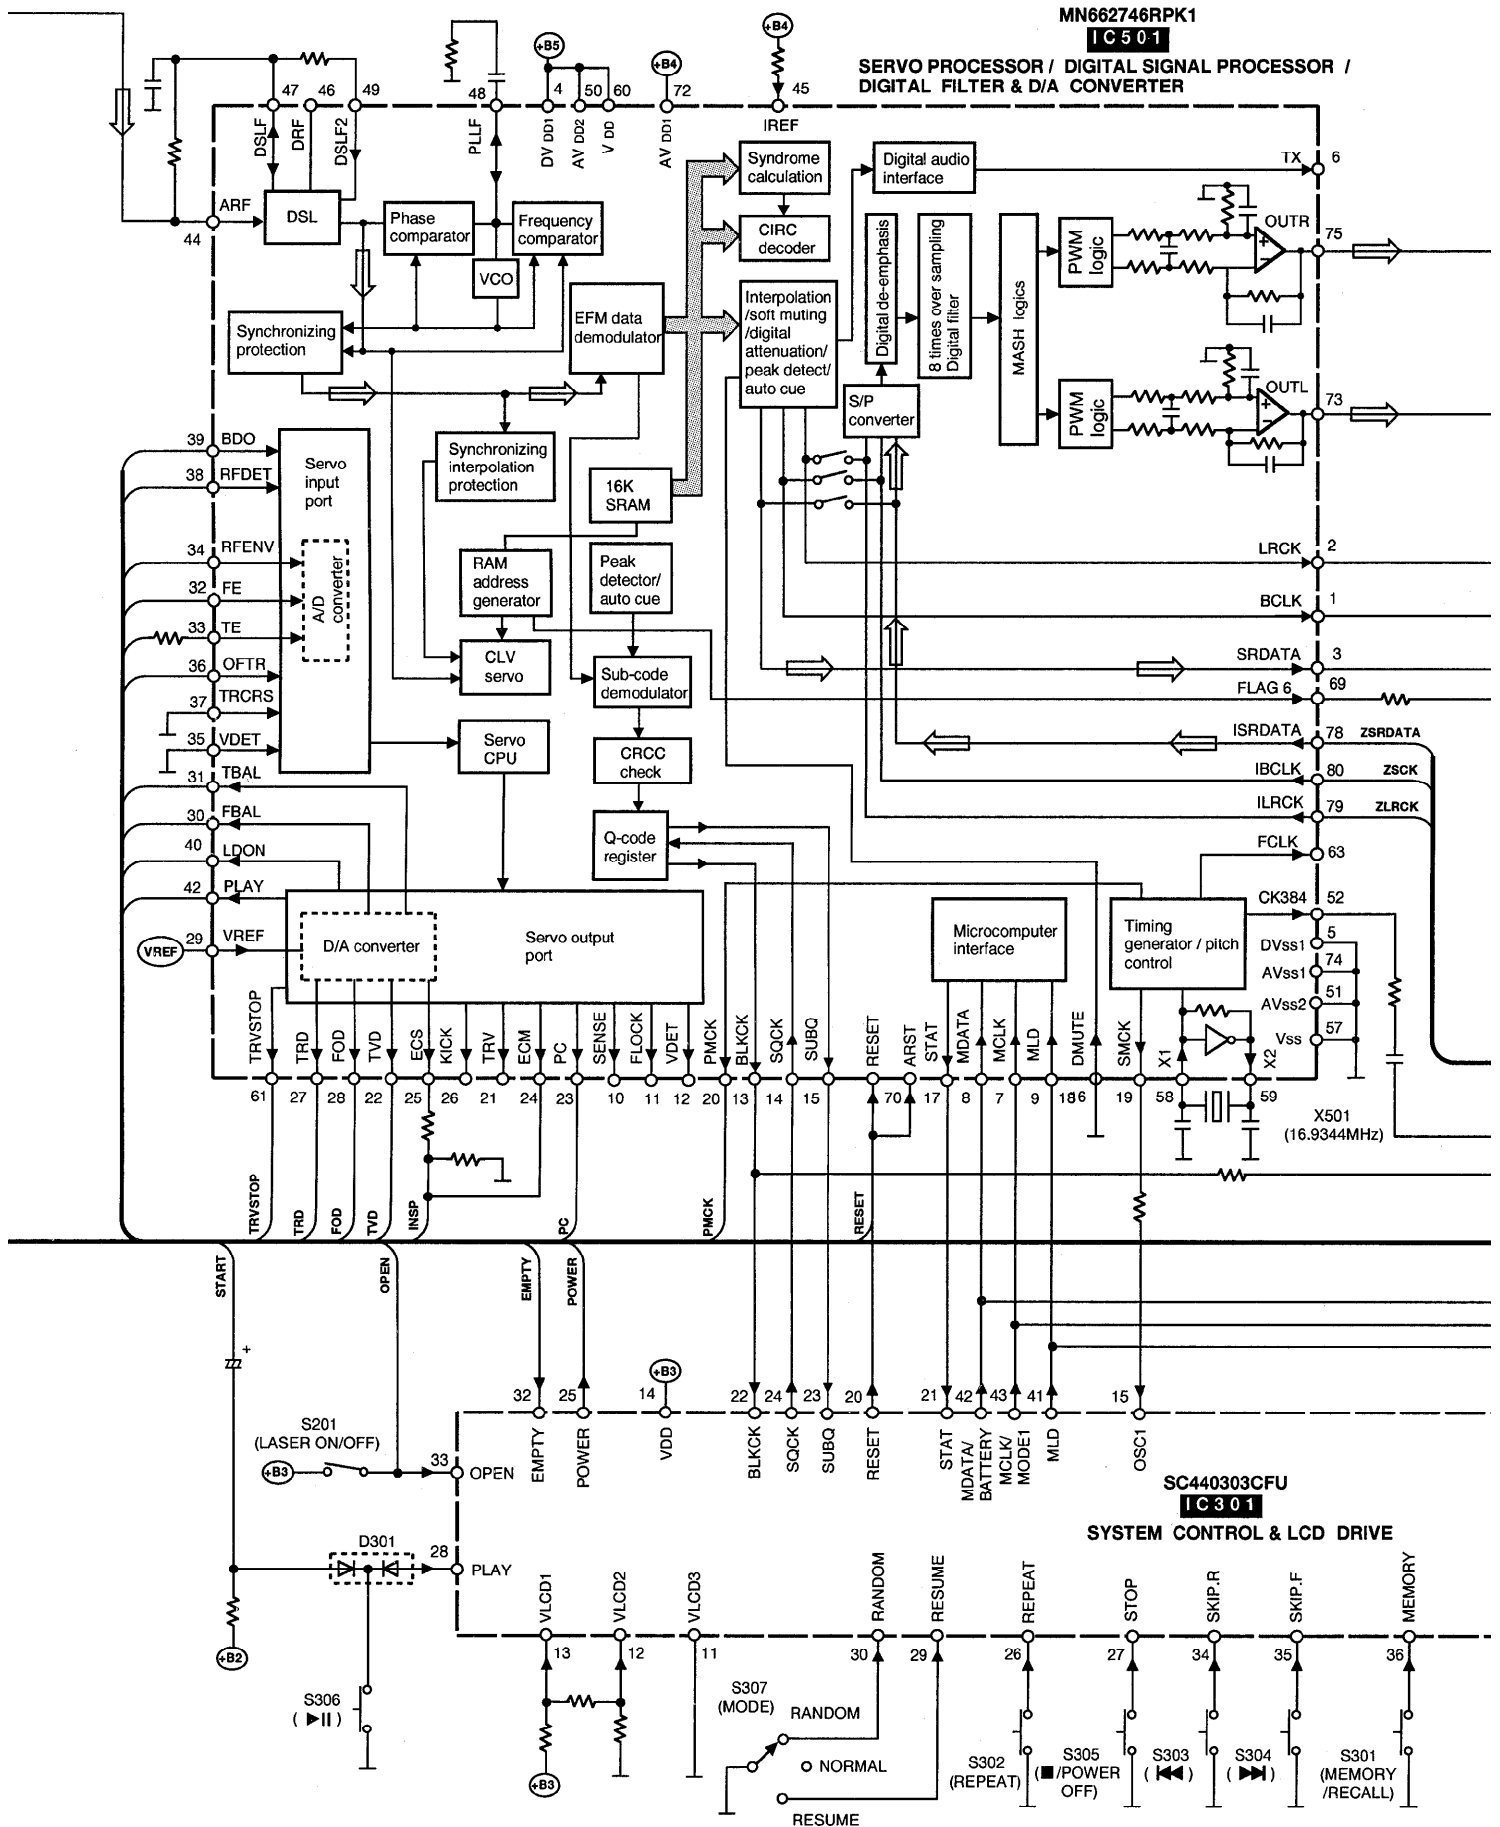 MN662746RPK1
IC501
SERVO PROCESSOR / DIGITAL SIGNAL PROCESSOR /
DIGITAL FILTER & D/A CONVERTER
+B5
+B4
+B4
47
46
49
48
4
50
60
72
45
DSLF
DRF
DSLF2
PLLF
DV DD1
AV DD2
V DD
AV DD1
IREF
ARF
44
DSL
Phase
comparator
Frequency
comparator
VCO
Synchronizing
protection
EFM data
demodulator
Syndrome
calculation
CIRC
decoder
Digital audio
interface
TX
6
Interpolation
/soft muting
/digital
attenuation/
peak detect/
auto cue
Digital de-emphasis
8 times over sampling
Digital filter
MASH logics
PWM
logic
PWM
logic
OUTR
75
OUTL
73
S/P
converter
39
BDO
38
RFDET
34
RFENV
32
FE
33
TE
36
OFTR
37
TRCRS
35
VDET
31
TBAL
30
FBAL
40
LDON
42
PLAY
VREF
29
VREF
Servo
input
port
A/D
converter
Synchronizing
interpolation
protection
16K
SRAM
RAM
address
generator
Peak
detector/
auto cue
CLV
servo
Sub-code
demodulator
Servo
CPU
CRCC
check
Q-code
register
D/A converter
Servo output
port
Microcomputer
interface
Timing
generator / pitch
control
LRCK
2
BCLK
1
SRDATA
3
FLAG 6
69
ISRDATA
78
ZSRDATA
IBCLK
80
ZSCK
ILRCK
79
ZLRCK
FCLK
63
CK384
52
DVss1
5
AVss1
74
AVss2
51
Vss
57
TRVSTOP
TRD
FOD
TVD
ECS
KICK
TRV
ECM
PC
SENSE
FLOCK
VDET
PMCK
BLKCK
SQCK
SUBQ
RESET
ARST
STAT
MDATA
MCLK
MLD
DMUTE
SMCK
X1
X2
61
27
28
22
25
26
21
24
23
10
11
12
20
13
14
15
70
17
8
7
9
18
16
19
58
59
X501
(16.9344MHz)
TRVSTOP
TRD
FOD
TVD
INSP
PC
PMCK
RESET
START
OPEN
EMPTY
POWER
+
+B3
32
25
14
22
24
23
20
21
42
43
41
15
EMPTY
POWER
VDD
BLKCK
SQCK
SUBQ
RESET
STAT
MDATA/
BATTERY
MCLK/
MODE1
MLD
OSC1
S201
(LASER ON/OFF)
+B3
33
OPEN
SC440303CFU
IC301
SYSTEM CONTROL & LCD DRIVE
D301
28
PLAY
+B2
VLCD1
VLCD2
VLCD3
RANDOM
RESUME
REPEAT
STOP
SKIP.R
SKIP.F
MEMORY
13
12
11
30
29
26
27
34
35
36
S306
( ▶II )
+B3
S307
(MODE)
RANDOM
NORMAL
RESUME
S302
(REPEAT)
S305
(■/POWER
OFF)
S303
( I◀◀ )
S304
( ▶▶I )
S301
(MEMORY
/RECALL)